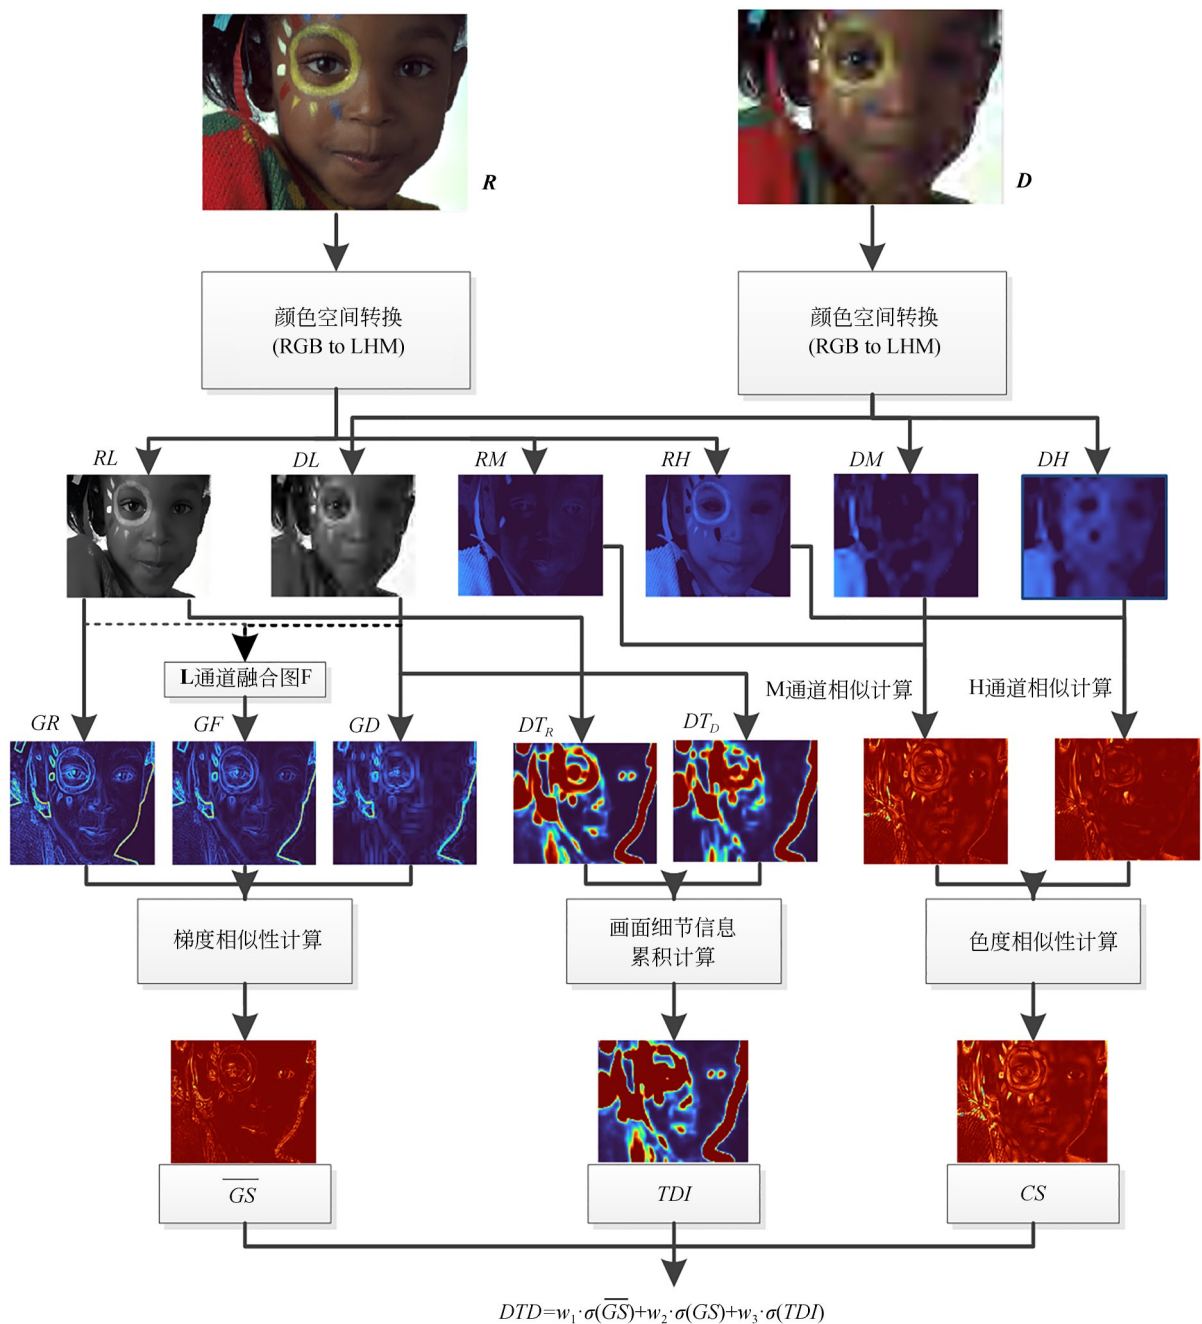 R
D
颜色空间转换
(RGB to LHM)
颜色空间转换
(RGB to LHM)
RL
DL
RM
RH
DM
DH
L通道融合图F
M通道相似计算
H通道相似计算
GR
GF
GD
DT_R
DT_D
梯度相似性计算
画面细节信息
累积计算
色度相似性计算
\overline{GS}
TDI
CS
DTD=w₁·σ(\overline{GS})+w₂·σ(GS)+w₃·σ(TDI)